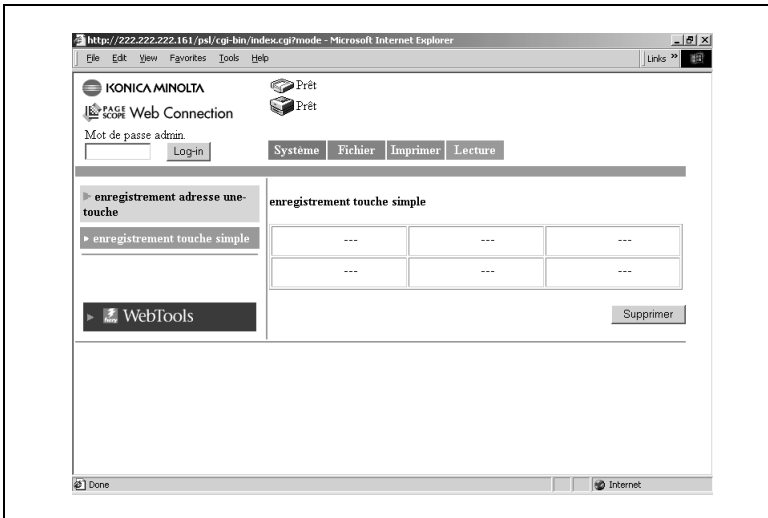 http://222.222.222.161/psl/cgi-bin/index.cgi?mode - Microsoft Internet Explorer
File Edit View Favorites Tools Help
Links »
KONICA MINOLTA
PAGE SCOPE Web Connection
Mot de passe admin.
Log-in
Prêt
Prêt
Système Fichier Imprimer Lecture
enregistrement adresse une-
touche
enregistrement touche simple
fiery WebTools
enregistrement touche simple
--- --- ---
--- --- ---
Supprimer
Done
Internet